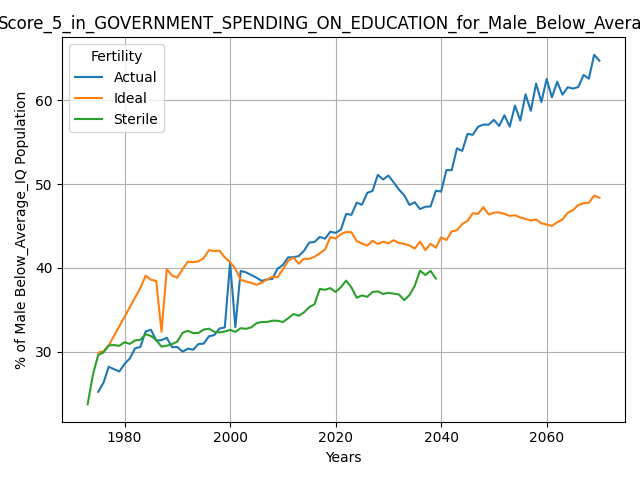 Score_5_in_GOVERNMENT_SPENDING_ON_EDUCATION_for_Male_Below_Avera
Fertility
Actual
Ideal
Sterile
% of Male Below_Average_IQ Population
60
50
40
30
1980 2000 2020 2040 2060
Years